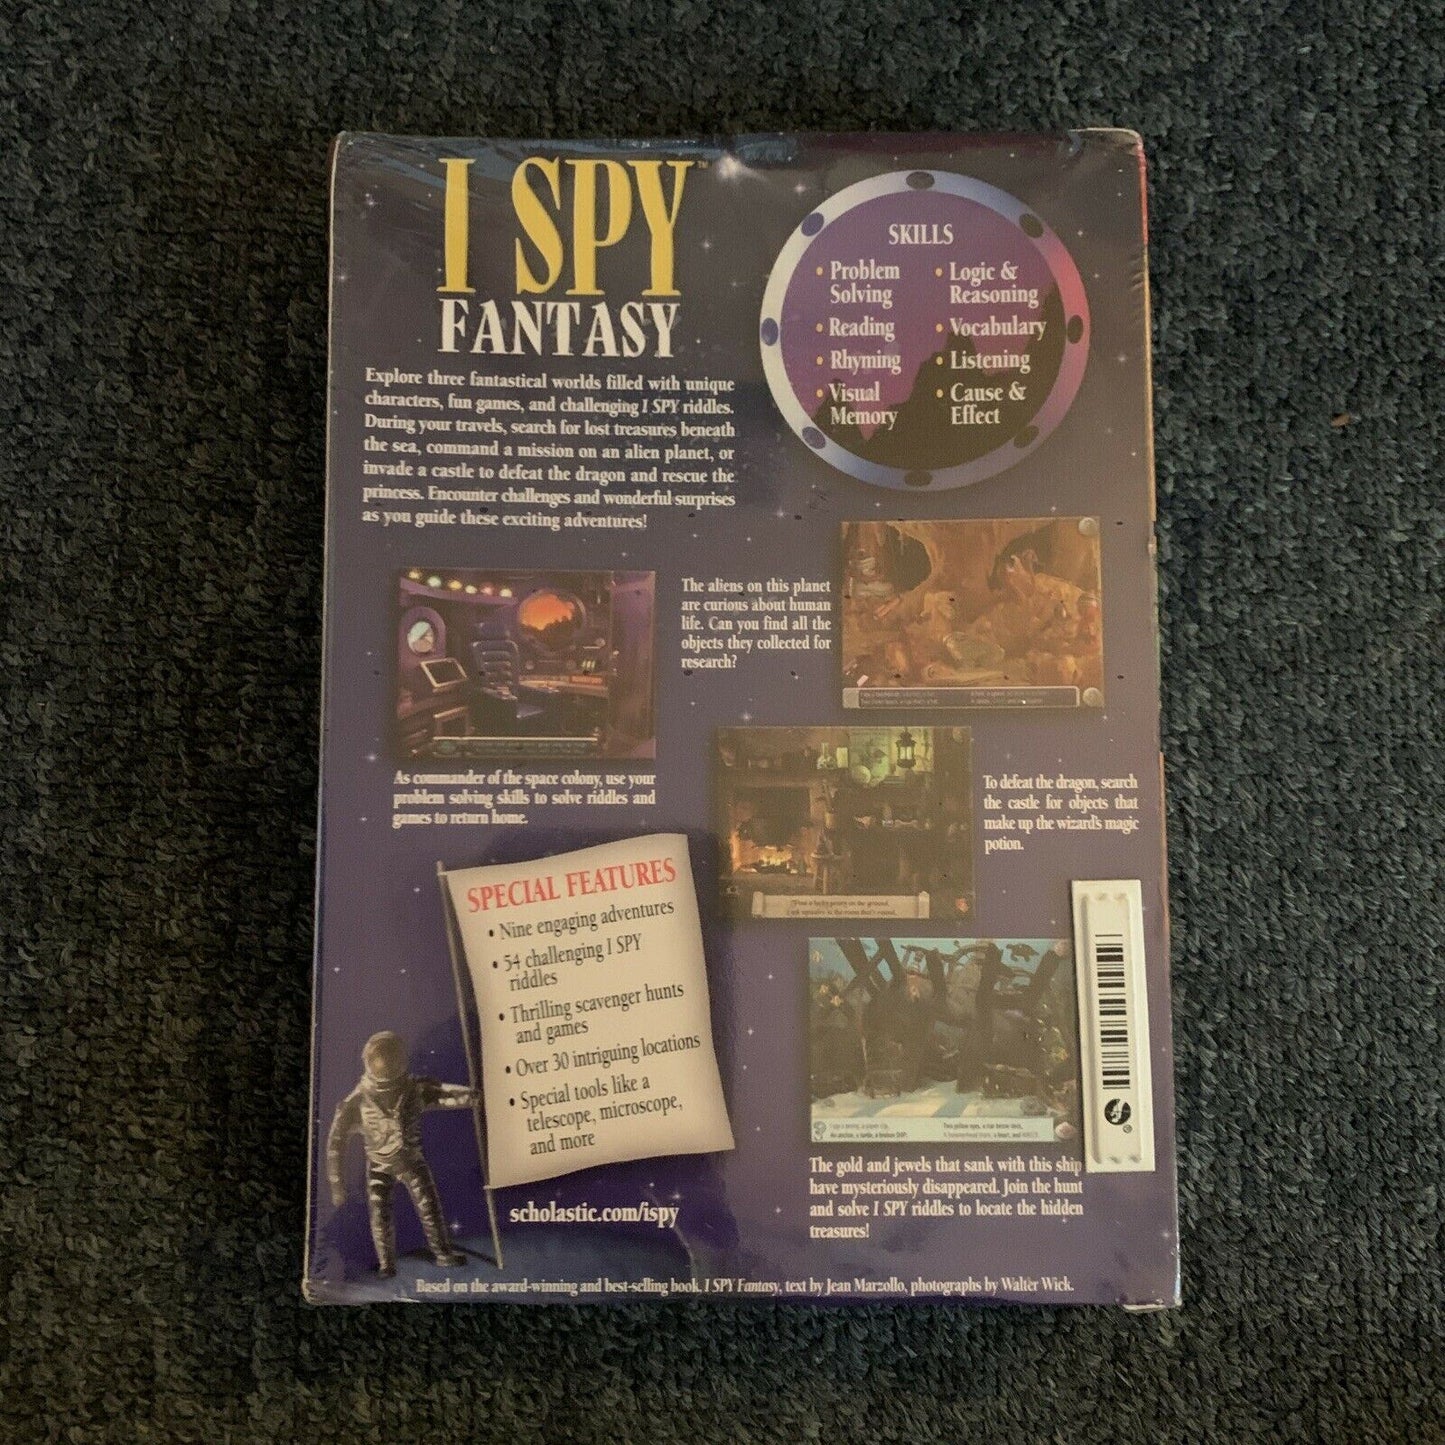 I SPY™
FANTASY
Explore three fantastical worlds filled with unique
characters, fun games, and challenging I SPY riddles.
During your travels, search for lost treasures beneath
the sea, command a mission on an alien planet, or
invade a castle to defeat the dragon and rescue the
princess. Encounter challenges and wonderful surprises
as you guide these exciting adventures!
SKILLS
• Problem
Solving
• Reading
• Rhyming
• Visual
Memory
• Logic &
Reasoning
• Vocabulary
• Listening
• Cause &
Effect
The aliens on this planet
are curious about human
life. Can you find all the
objects they collected for
research?
As commander of the space colony, use your
problem solving skills to solve riddles and
games to return home.
To defeat the dragon, search
the castle for objects that
make up the wizard's magic
potion.
Find a lucky penny on the ground,
SPECIAL FEATURES
• Nine engaging adventures
• 54 challenging I SPY
riddles
• Thrilling scavenger hunts
and games
• Over 30 intriguing locations
• Special tools like a
telescope, microscope,
and more
The gold and jewels that sank with this ship
have mysteriously disappeared. Join the hunt
and solve I SPY riddles to locate the hidden
treasures!
scholastic.com/ispy
Based on the award-winning and best-selling book, I SPY Fantasy, text by Jean Marzollo, photographs by Walter Wick.